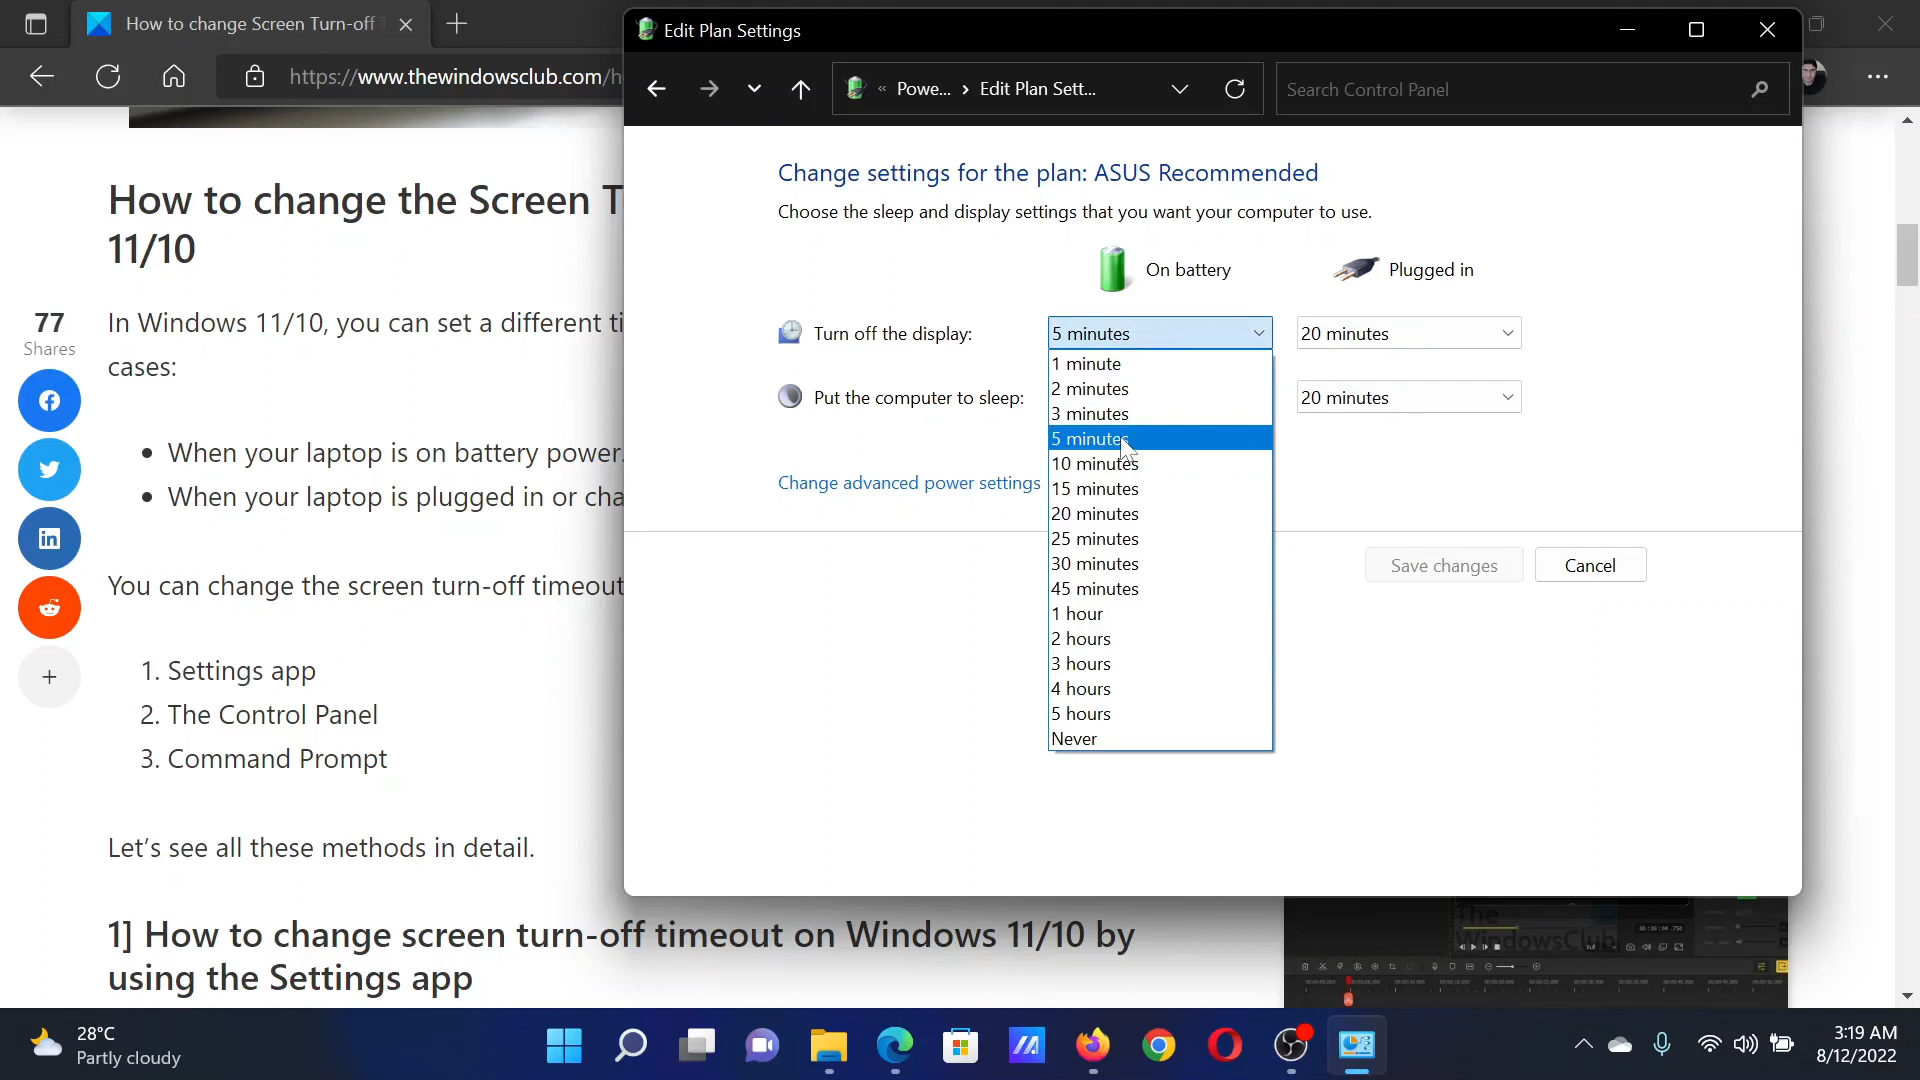 How to change Screen Turn-off
https://www.thewindowsclub.com/h
Edit Plan Settings
« Powe... › Edit Plan Sett...
Search Control Panel
How to change the Screen T
11/10
77
Shares
In Windows 11/10, you can set a different ti
cases:
• When your laptop is on battery power.
• When your laptop is plugged in or cha
You can change the screen turn-off timeout
1. Settings app
2. The Control Panel
3. Command Prompt
Let's see all these methods in detail.
1] How to change screen turn-off timeout on Windows 11/10 by
using the Settings app
Change settings for the plan: ASUS Recommended
Choose the sleep and display settings that you want your computer to use.
On battery
Plugged in
Turn off the display:
5 minutes
20 minutes
1 minute
2 minutes
3 minutes
5 minutes
10 minutes
15 minutes
20 minutes
25 minutes
30 minutes
45 minutes
1 hour
2 hours
3 hours
4 hours
5 hours
Never
Put the computer to sleep:
20 minutes
Change advanced power settings
Save changes
Cancel
The
WindowsClub
28°C
Partly cloudy
3:19 AM
8/12/2022